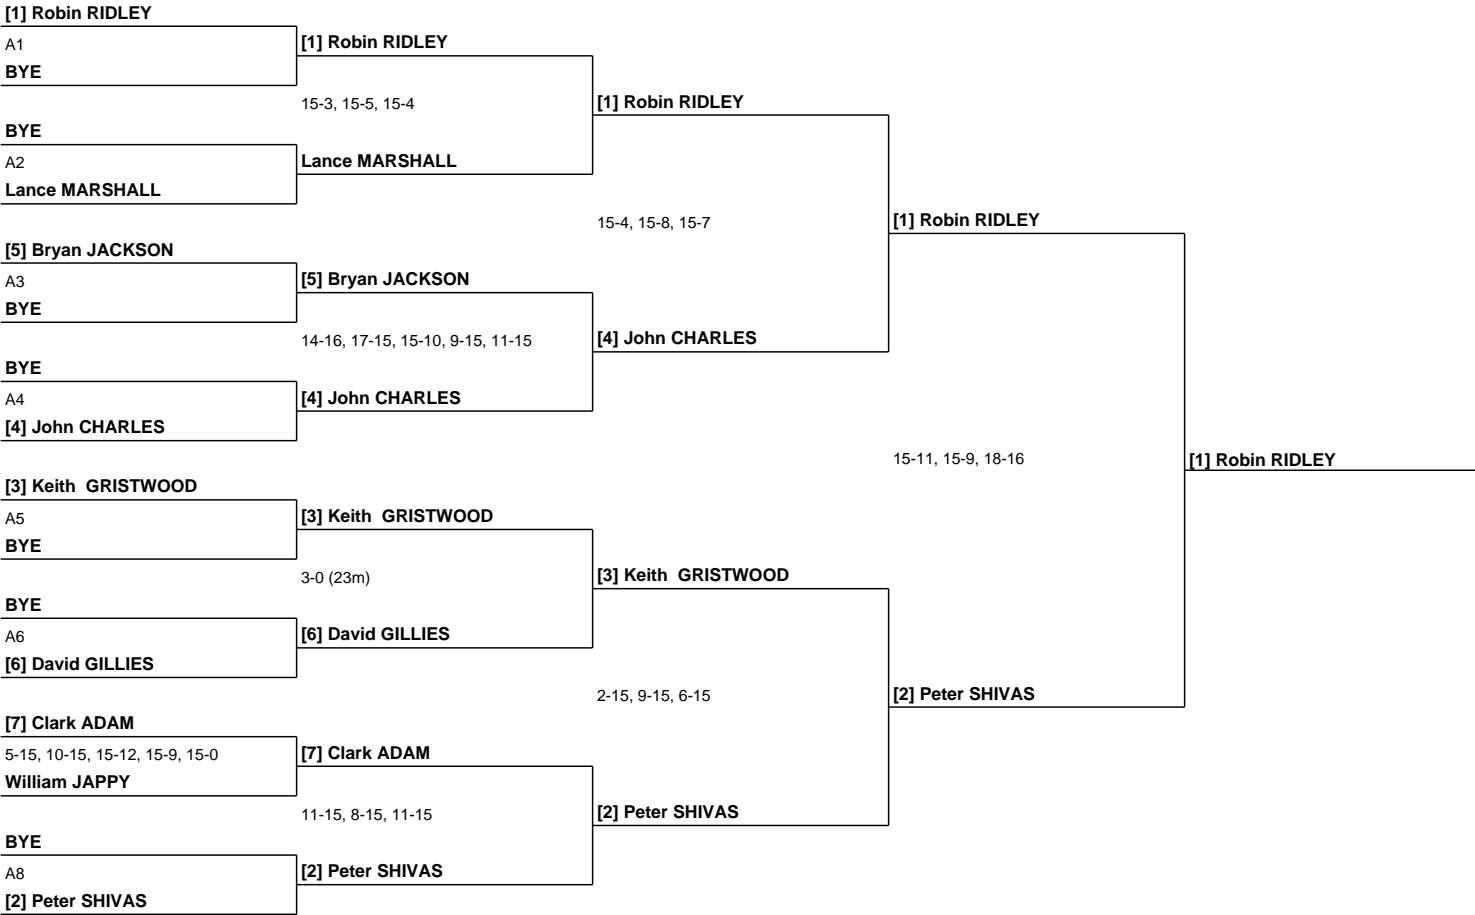 [1] Robin RIDLEY
A1
BYE
BYE
A2
Lance MARSHALL
[5] Bryan JACKSON
A3
BYE
BYE
A4
[4] John CHARLES
[3] Keith  GRISTWOOD
A5
BYE
BYE
A6
[6] David GILLIES
[7] Clark ADAM
5-15, 10-15, 15-12, 15-9, 15-0
William JAPPY
BYE
A8
[2] Peter SHIVAS
[1] Robin RIDLEY
15-3, 15-5, 15-4
Lance MARSHALL
[5] Bryan JACKSON
14-16, 17-15, 15-10, 9-15, 11-15
[4] John CHARLES
[3] Keith  GRISTWOOD
3-0 (23m)
[6] David GILLIES
[7] Clark ADAM
11-15, 8-15, 11-15
[2] Peter SHIVAS
[1] Robin RIDLEY
15-4, 15-8, 15-7
[4] John CHARLES
[3] Keith  GRISTWOOD
2-15, 9-15, 6-15
[2] Peter SHIVAS
[1] Robin RIDLEY
15-11, 15-9, 18-16
[2] Peter SHIVAS
[1] Robin RIDLEY